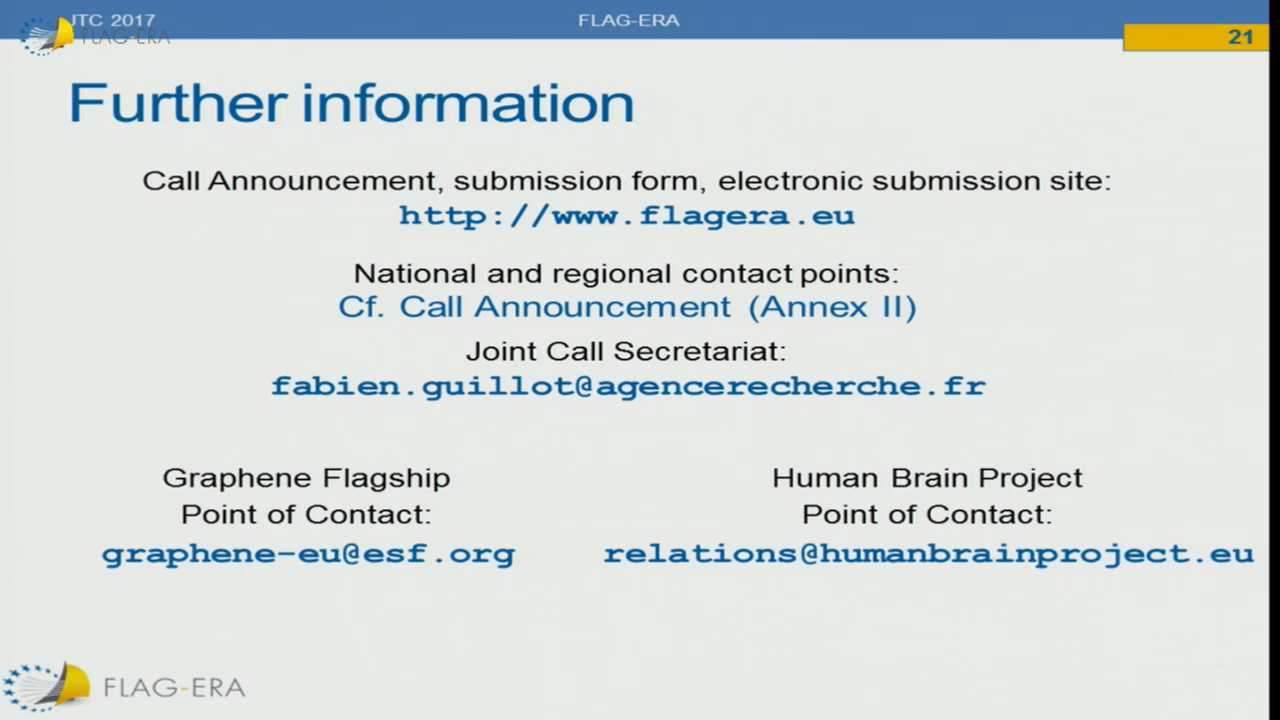 JTC 2017
FLAG-ERA
FLAG-ERA
21
Further information
Call Announcement, submission form, electronic submission site:
http://www.flagera.eu
National and regional contact points:
Cf. Call Announcement (Annex II)
Joint Call Secretariat:
fabien.guillot@agencerecherche.fr
Graphene Flagship
Point of Contact:
graphene-eu@esf.org
Human Brain Project
Point of Contact:
relations@humanbrainproject.eu
FLAG-ERA